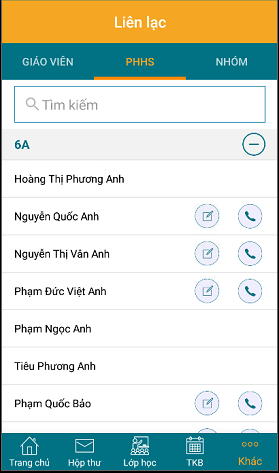 Liên lạc
GIÁO VIÊN PHHS NHÓM
Tìm kiếm
6A
Hoàng Thị Phương Anh
Nguyễn Quốc Anh
Nguyễn Thị Vân Anh
Phạm Đức Việt Anh
Phạm Ngọc Anh
Tiêu Phương Anh
Phạm Quốc Bảo
Trang chủ Hộp thư Lớp học TKB Khác